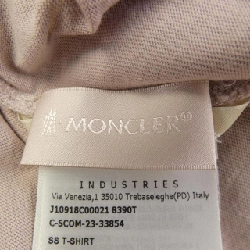 MONCLER
INDUSTRIES
Via Venezia,1 35010 Trebaseleghe(PD) Italy
J10918C00021 8390T
C-SCOM-23-33854
SS T-SHIRT